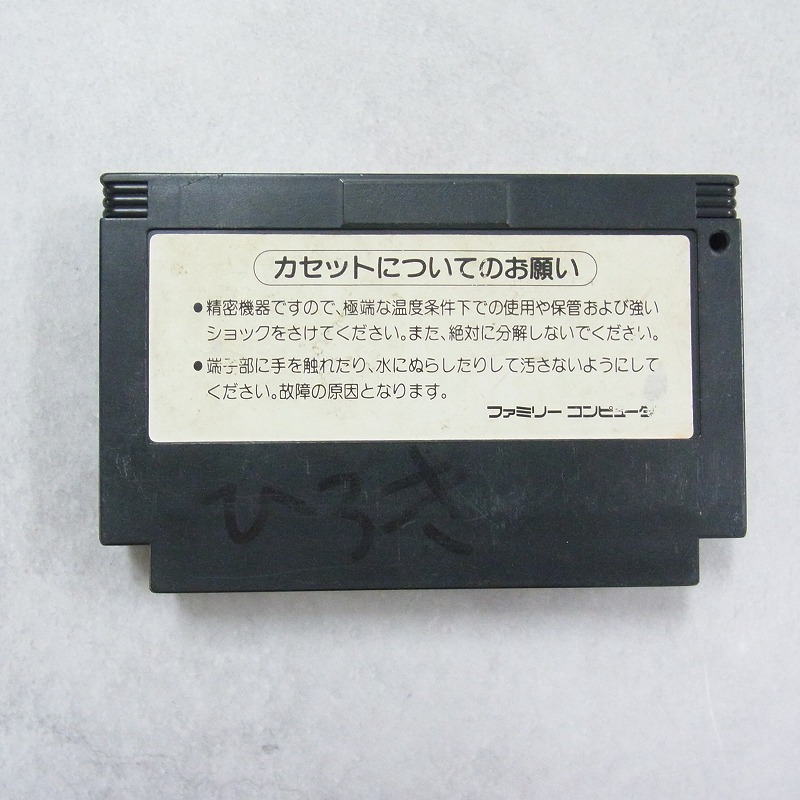 カセットについてのお願い
●精密機器ですので、極端な温度条件下での使用や保管および強い
ショックをさけてください。また、絶対に分解しないでください。
●端子部に手を触れたり、水にぬらしたりして汚さないようにして
ください。故障の原因となります。
ファミリー コンピュータ
ひろき